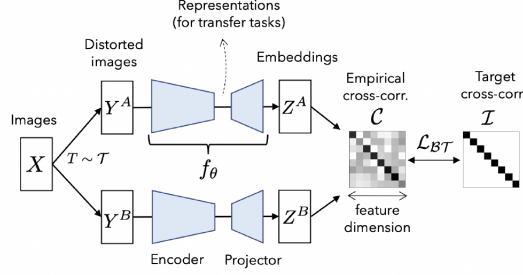 Representations
(for transfer tasks)
Distorted
images
Embeddings
Empirical
cross-corr.
Target
cross-corr
Images
Y^A
Z^A
C
I
X
T ~ T
f_θ
L_BT
Y^B
Z^B
feature
dimension
Encoder
Projector